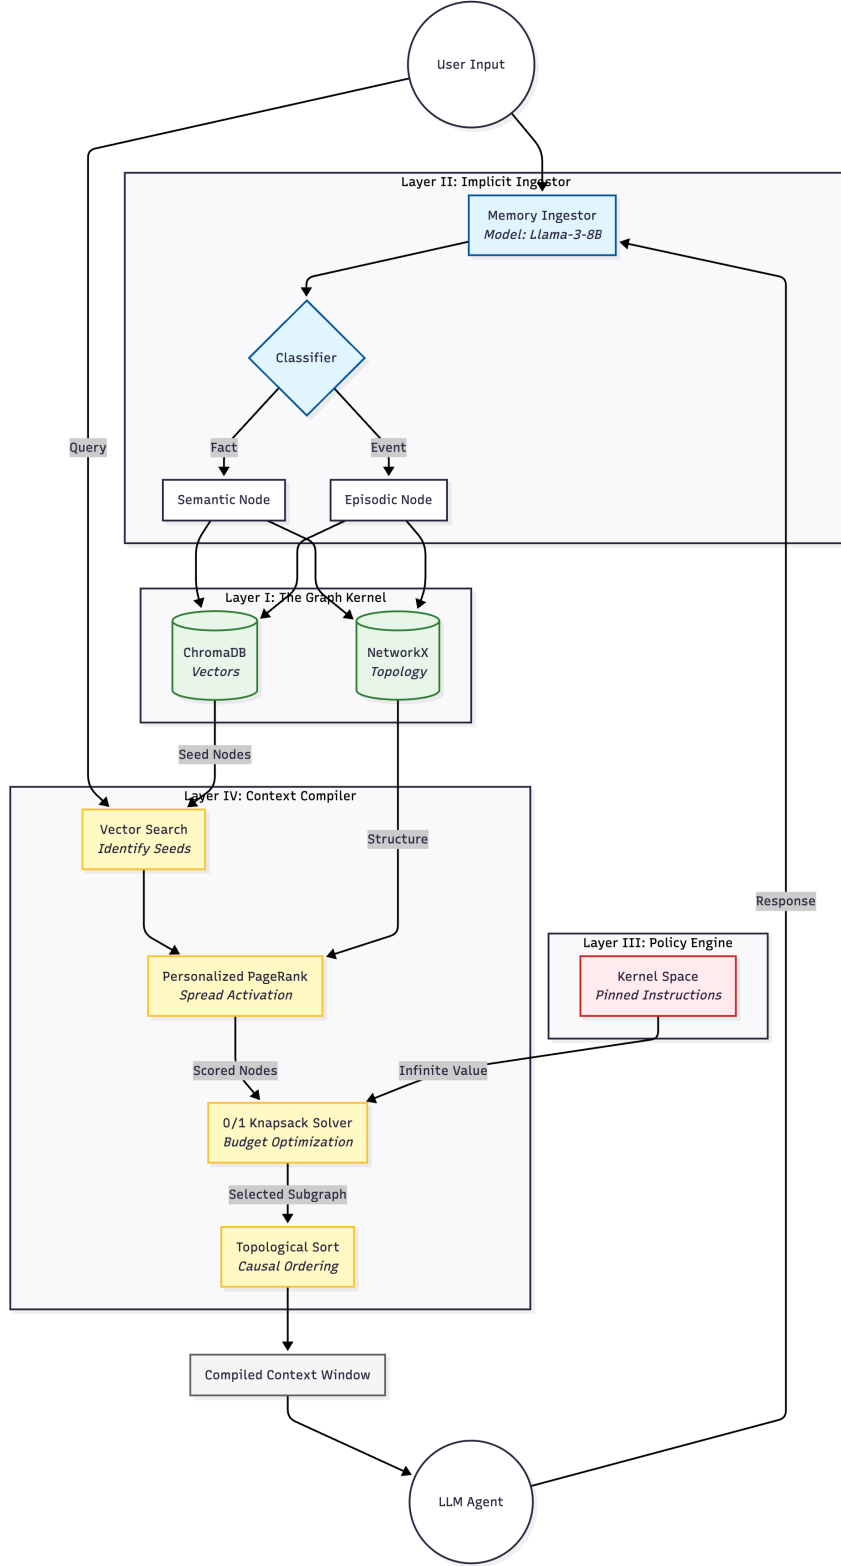 User Input
Layer II: Implicit Ingestor
Memory Ingestor
Model: Llama-3-8B
Classifier
Query
Fact
Event
Semantic Node
Episodic Node
Layer I: The Graph Kernel
ChromaDB
Vectors
NetworkX
Topology
Seed Nodes
Layer IV: Context Compiler
Vector Search
Identify Seeds
Structure
Response
Layer III: Policy Engine
Kernel Space
Pinned Instructions
Personalized PageRank
Spread Activation
Scored Nodes
Infinite Value
0/1 Knapsack Solver
Budget Optimization
Selected Subgraph
Topological Sort
Causal Ordering
Compiled Context Window
LLM Agent